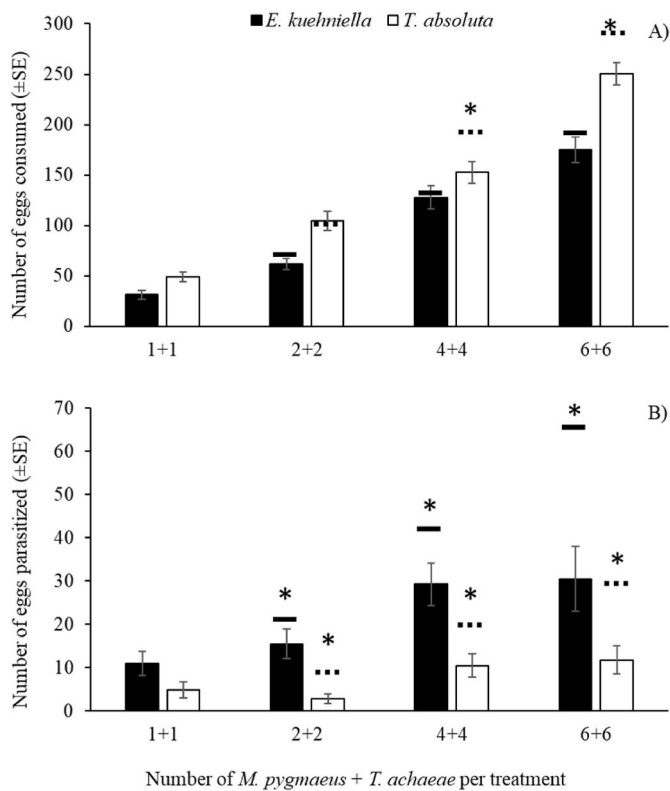 E. kuehniella T. absoluta
A)
Number of eggs consumed (±SE)
300
250
200
150
100
50
0
1+1 2+2 4+4 6+6
* *
B)
Number of eggs parasitized (±SE)
70
60
50
40
30
20
10
0
* * * * * *
1+1 2+2 4+4 6+6
Number of M. pygmaeus + T. achaeae per treatment